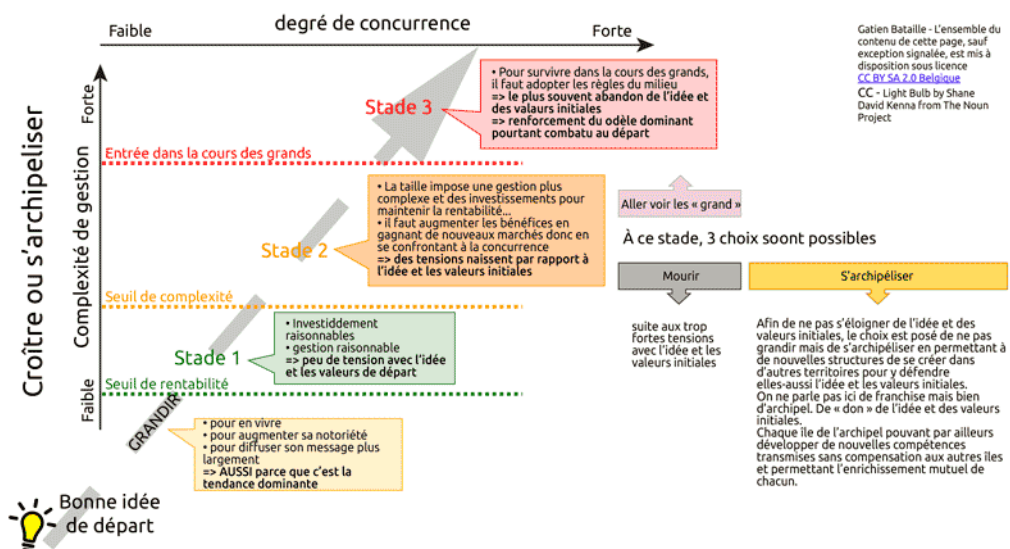 degré de concurrence
Faible
Forte
Gatien Bataille - L'ensemble du
contenu de cette page, sauf
exception signalée, est mis à
disposition sous licence
CC BY SA 2.0 Belgique
CC - Light Bulb by Shane
David Kenna from The Noun
Project
Croître ou s'archipeliser
Complexité de gestion
Forte
Faible
Stade 3
• Pour survivre dans la cours des grands,
il faut adopter les règles du milieu
=> le plus souvent abandon de l'idée et
des valaurs initiales
=> renforcement du odèle dominant
pourtant combatu au départ
Entrée dans la cours des grands
Stade 2
• La taille impose une gestion plus
complexe et des investissements pour
maintenir la rentabilité...
• il faut augmenter les bénéfices en
gagnant de nouveaux marchés donc en
se confrontant à la concurrence
=> des tensions naissent par rapport à
l'idée et les valeurs initiales
Aller voir les « grand »
À ce stade, 3 choix soont possibles
Mourir
S'archipéliser
suite aux trop
fortes tensions
avec l'idée et les
valeurs initiales
Afin de ne pas s'éloigner de l'idée et des
valeurs initiales, le choix est posé de ne pas
grandir mais de s'archipéliser en permettant à
de nouvelles structures de se créer dans
d'autres territoires pour y défendre
elles-aussi l'idée et les valeurs initiales.
On ne parle pas ici de franchise mais bien
d'archipel. De « don » de l'idée et des valeurs
initiales.
Chaque île de l'archipel pouvant par ailleurs
développer de nouvelles compétences
transmises sans compensation aux autres îles
et permettant l'enrichissement mutuel de
chacun.
Seuil de complexité
Stade 1
• Investiddement
raisonnables
• gestion raisonnable
=> peu de tension avec l'idée
et les valeurs de départ
Seuil de rentabilité
GRANDIR
• pour en vivre
• pour augmenter sa notoriété
• pour diffuser son message plus
largement
=> AUSSI parce que c'est la
tendance dominante
Bonne idée
de départ